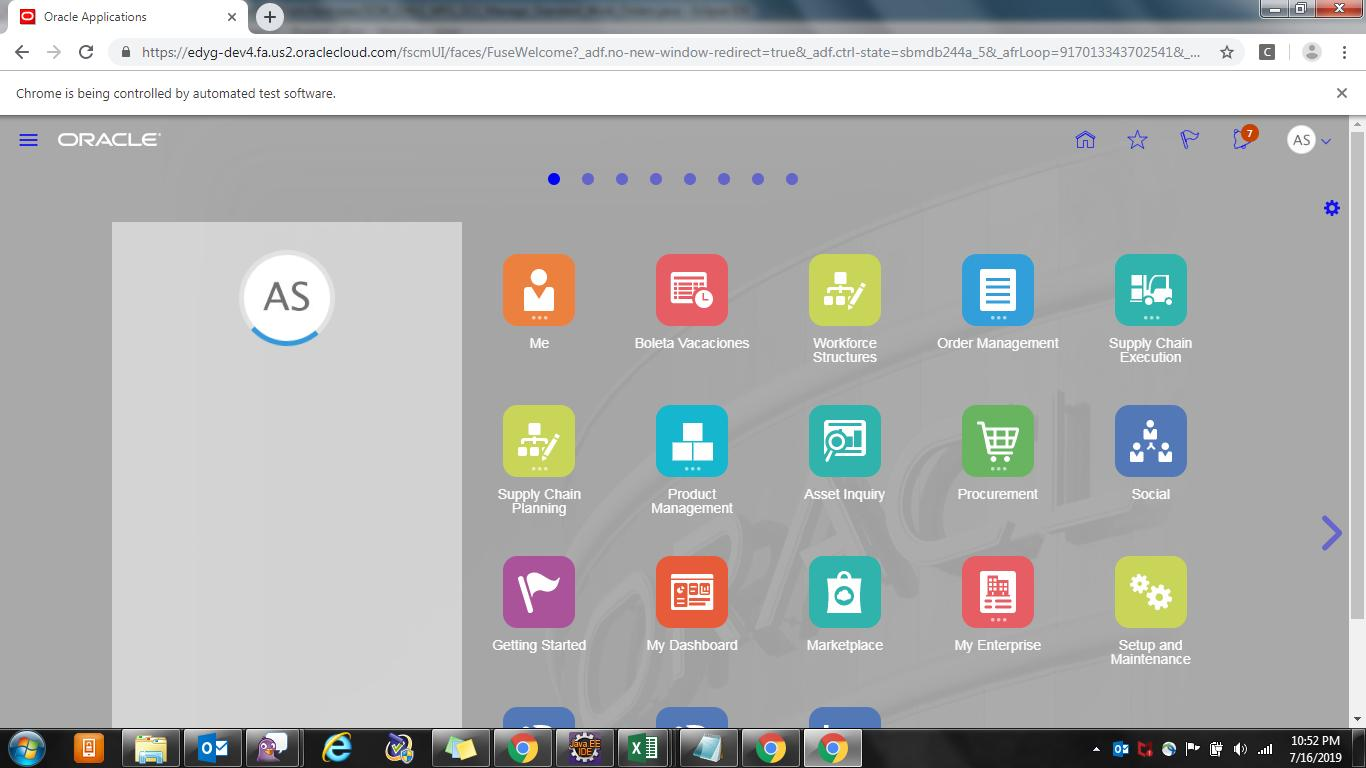 Oracle Applications
https://edyg-dev4.fa.us2.oraclecloud.com/fscmUI/faces/FuseWelcome?_adf.no-new-window-redirect=true&_adf.ctrl-state=sbmdb244a_5&_afrLoop=917013343702541&_...
C
Chrome is being controlled by automated test software.
ORACLE
7
AS
AS
Me
Boleta Vacaciones
Workforce
Structures
Order Management
Supply Chain
Execution
Supply Chain
Planning
Product
Management
Asset Inquiry
Procurement
Social
Getting Started
My Dashboard
Marketplace
My Enterprise
Setup and
Maintenance
Java EE
IDE
10:52 PM
7/16/2019